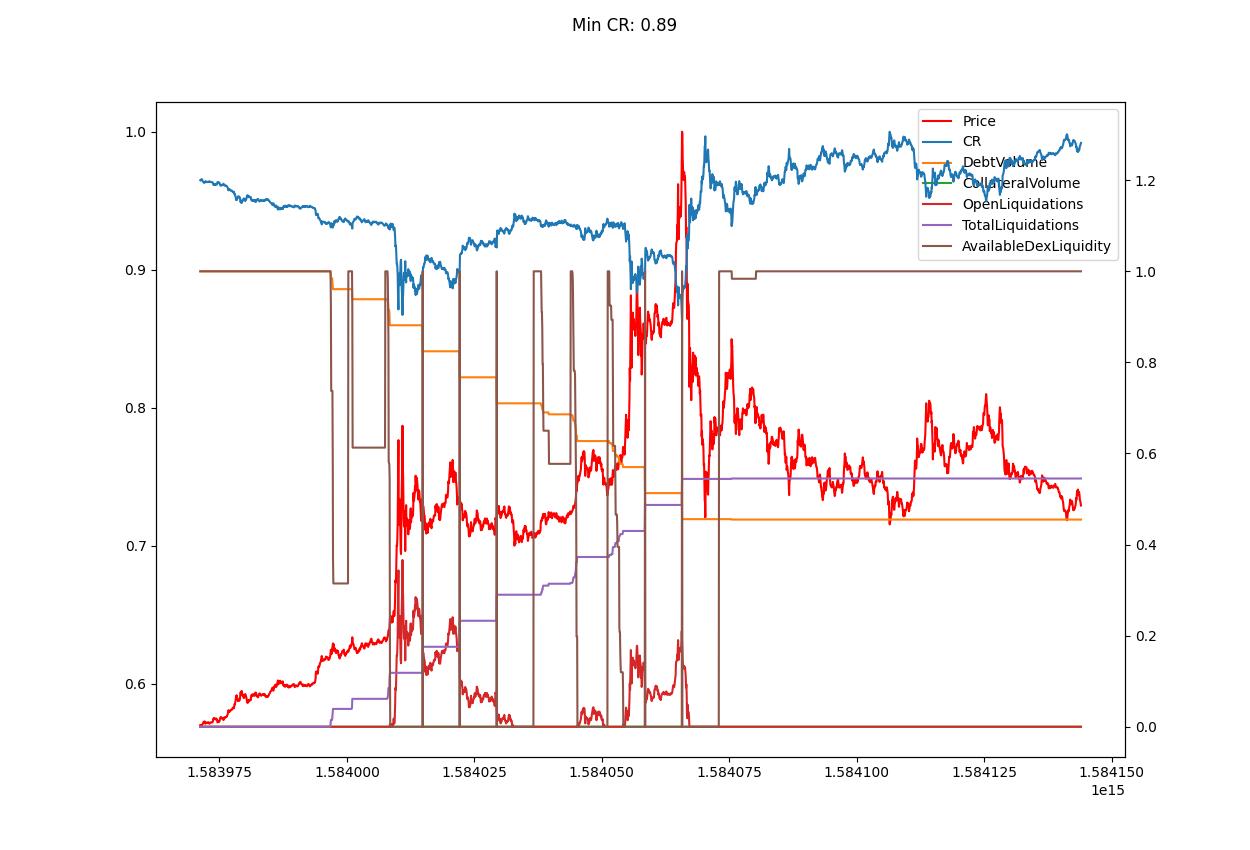 Min CR: 0.89
1.0
0.9
0.8
0.7
0.6
1.2
1.0
0.8
0.6
0.4
0.2
0.0
Price
CR
DebtVolume
CollateralVolume
OpenLiquidations
TotalLiquidations
AvailableDexLiquidity
1.583975 1.584000 1.584025 1.584050 1.584075 1.584100 1.584125 1.584150
1e15